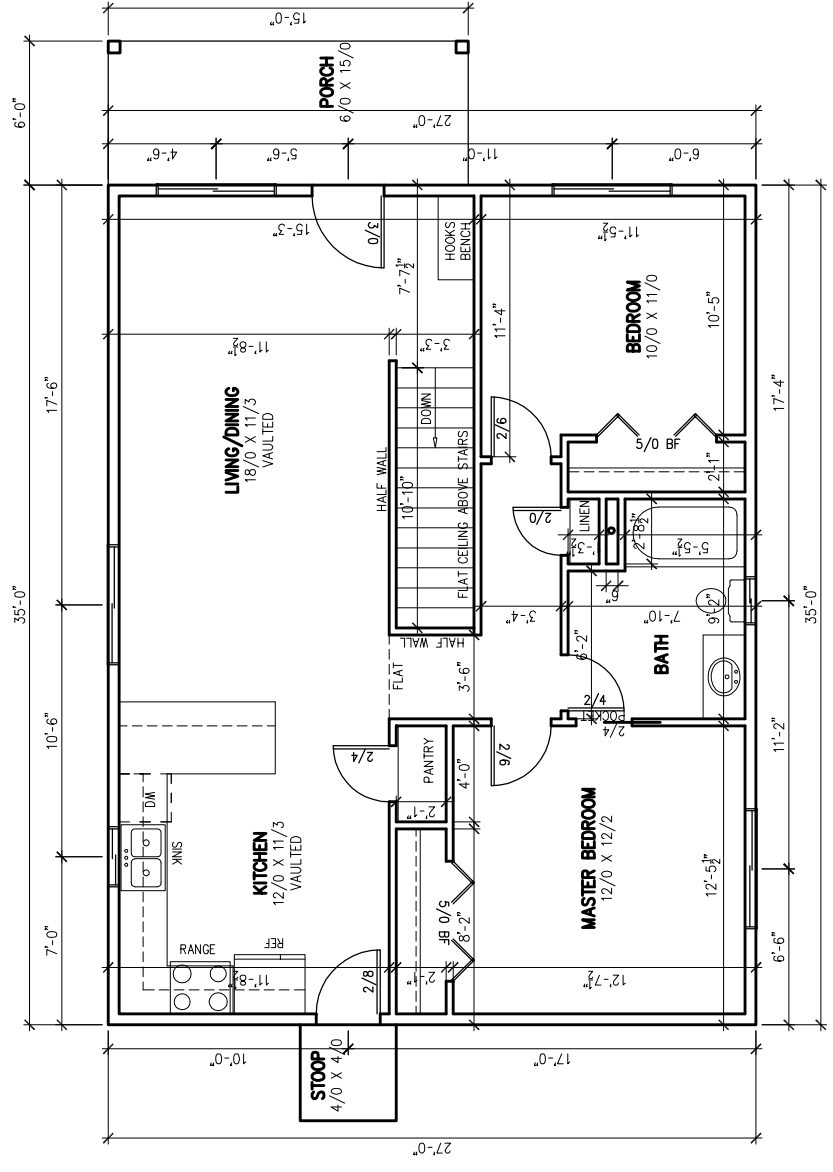 15'-0"
6'-0"
PORCH
6/0 X 15/0
27'-0"
4'-6"
5'-6"
11'-0"
6'-0"
15'-3"
3/0
HOOKS
BENCH
7'-7½"
11'-5½"
11'-4"
BEDROOM
10/0 X 11/0
10'-5"
17'-6"
11'-8½"
3'-3"
LIVING/DINING
18/0 X 11/3
VAULTED
DOWN
HALF WALL
10'-10"
FLAT CEILING ABOVE STAIRS
2/6
5/0 BF
2'-1"
17'-4"
35'-0"
2/0
LINEN
2'-8½"
5'-5½"
6"
3'-4"
7'-10"
9'-2"
6'-2"
BATH
HALF WALL
FLAT
3'-6"
2/4
POCKET
2/4
35'-0"
10'-6"
2/4
PANTRY
2'-1"
4'-0"
2/6
11'-2"
DW
SINK
KITCHEN
12/0 X 11/3
VAULTED
MASTER BEDROOM
12/0 X 12/2
12'-5½"
5/0 BF
8'-2"
7'-0"
RANGE
REF
11'-8½"
2/8
2'-1"
12'-7½"
6'-6"
STOOP
4/0 X 4/0
10'-0"
17'-0"
27'-0"